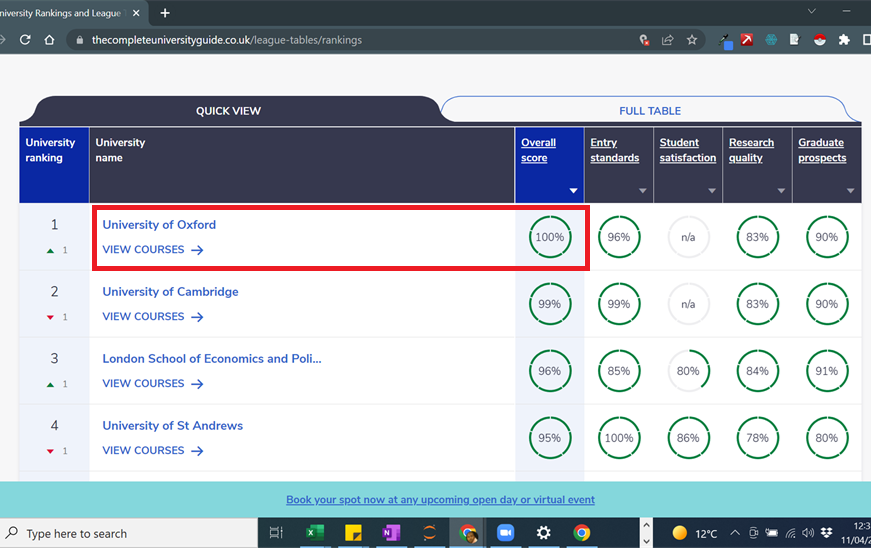 niversity Rankings and League
thecompleteuniversityguide.co.uk/league-tables/rankings
QUICK VIEW
FULL TABLE
University ranking
University name
Overall score
Entry standards
Student satisfaction
Research quality
Graduate prospects
1
University of Oxford
1
VIEW COURSES →
100%
96%
n/a
83%
90%
2
University of Cambridge
1
VIEW COURSES →
99%
99%
n/a
83%
90%
3
London School of Economics and Poli...
1
VIEW COURSES →
96%
85%
80%
84%
91%
4
University of St Andrews
1
VIEW COURSES →
95%
100%
86%
78%
80%
Book your spot now at any upcoming open day or virtual event
Type here to search
12°C